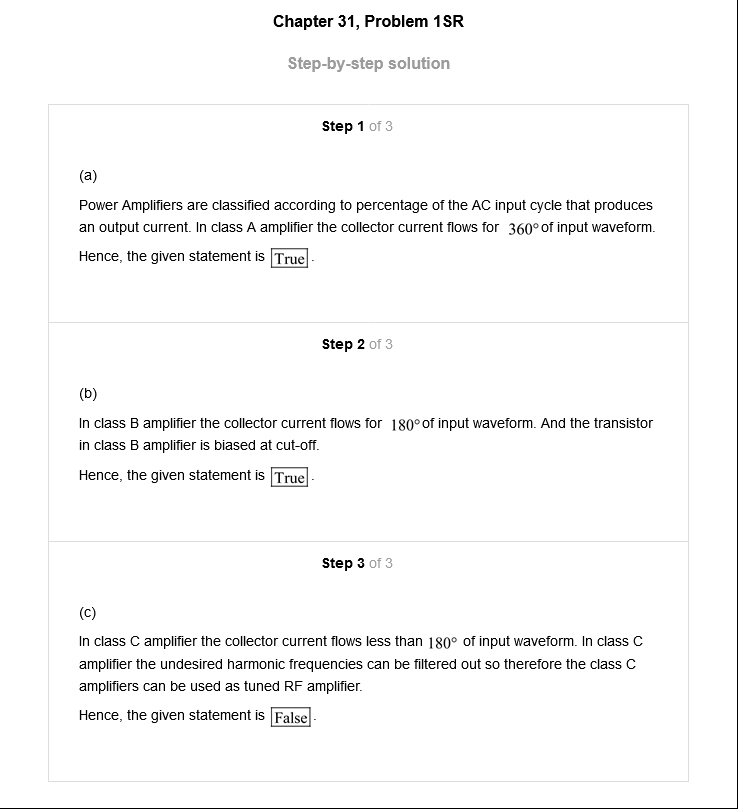 Chapter 31, Problem 1SR
Step-by-step solution
Step 1 of 3
(a)
Power Amplifiers are classified according to percentage of the AC input cycle that produces
an output current. In class A amplifier the collector current flows for 360° of input waveform.
Hence, the given statement is True .
Step 2 of 3
(b)
In class B amplifier the collector current flows for 180° of input waveform. And the transistor
in class B amplifier is biased at cut-off.
Hence, the given statement is True .
Step 3 of 3
(c)
In class C amplifier the collector current flows less than 180° of input waveform. In class C
amplifier the undesired harmonic frequencies can be filtered out so therefore the class C
amplifiers can be used as tuned RF amplifier.
Hence, the given statement is False .